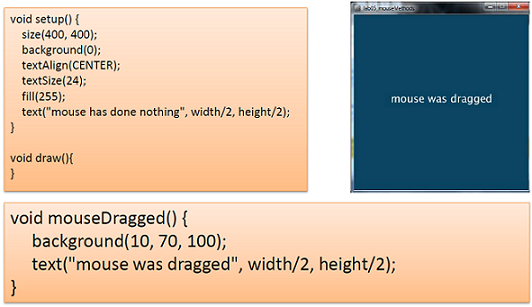 void setup() {
size(400, 400);
background(0);
textAlign(CENTER);
textSize(24);
fill(255);
text("mouse has done nothing", width/2, height/2);
}
void draw(){
}
lab05_mouseMethods
mouse was dragged
void mouseDragged() {
background(10, 70, 100);
text("mouse was dragged", width/2, height/2);
}